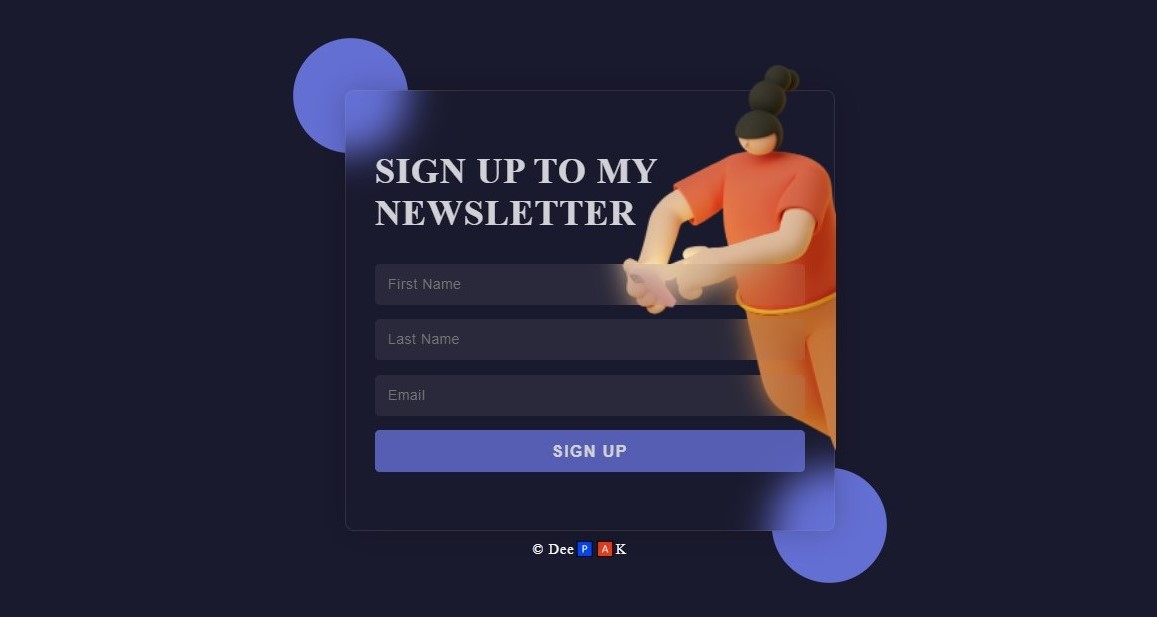 SIGN UP TO MY
NEWSLETTER
First Name
Last Name
Email
SIGN UP
© Dee🅿🅰K